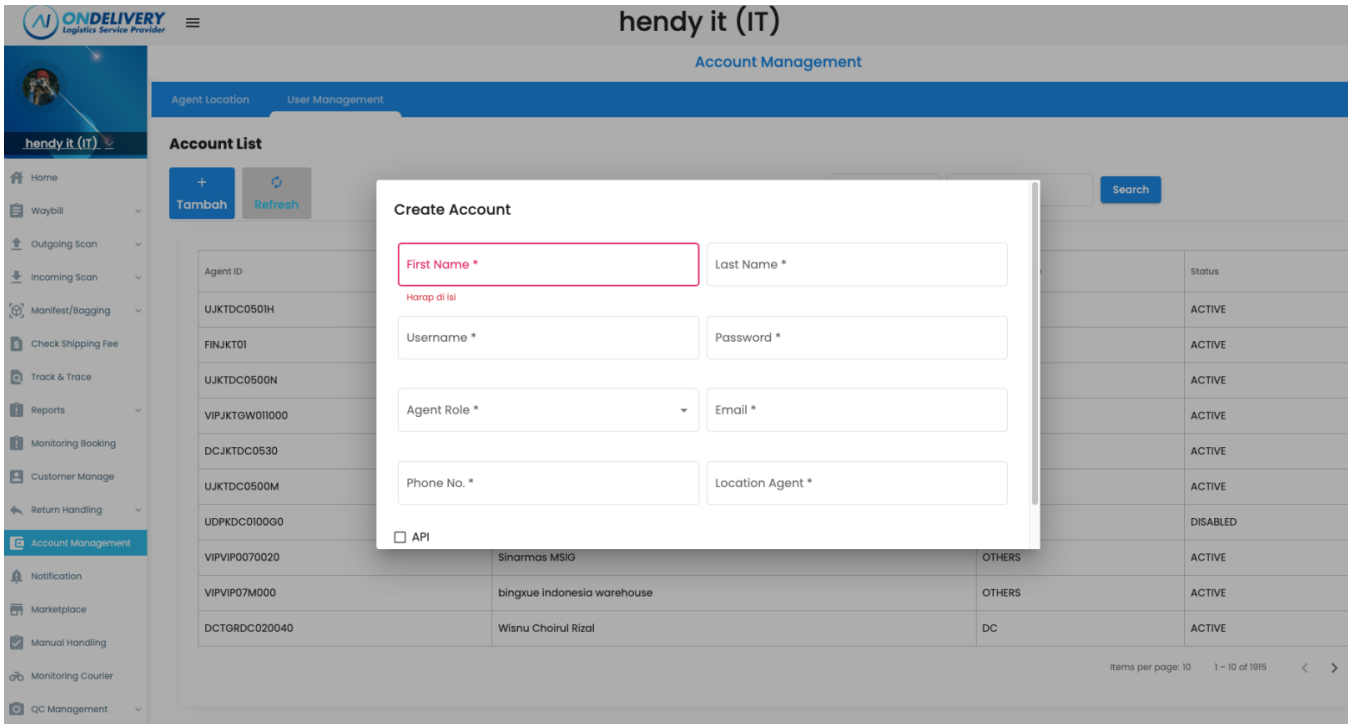 ONDELIVERY
Logistics Service Provider
hendy it (IT)
Account Management
Agent Location User Management
hendy it (IT)
Account List
Home
Waybill
Outgoing Scan
Incoming Scan
Manifest/Bagging
Check Shipping Fee
Track & Trace
Reports
Monitoring Booking
Customer Manage
Return Handling
Account Management
Notification
Marketplace
Manual Handling
Monitoring Courier
QC Management
+ Tambah
Refresh
Search
Create Account
First Name *
Last Name *
Harap di isi
Username *
Password *
Agent Role *
Email *
Phone No. *
Location Agent *
API
Agent ID Status
UJKTDC0501H ACTIVE
FINJKT01 ACTIVE
UJKTDC0500N ACTIVE
VIPJKTGW011000 ACTIVE
DCJKTDC0530 ACTIVE
UJKTDC0500M ACTIVE
UDPKDC0100G0 DISABLED
VIPVIP0070020 Sinarmas MSIG OTHERS ACTIVE
VIPVIP07M000 bingxue indonesia warehouse OTHERS ACTIVE
DCTGRDC020040 Wisnu Choirul Rizal DC ACTIVE
Items per page: 10 1 – 10 of 1915